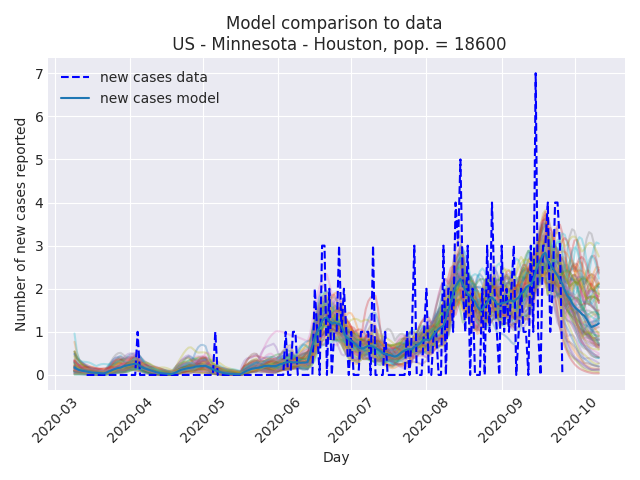 Model comparison to data
US - Minnesota - Houston, pop. = 18600
new cases data
new cases model
Number of new cases reported
7
6
5
4
3
2
1
0
2020-03
2020-04
2020-05
2020-06
2020-07
2020-08
2020-09
2020-10
Day